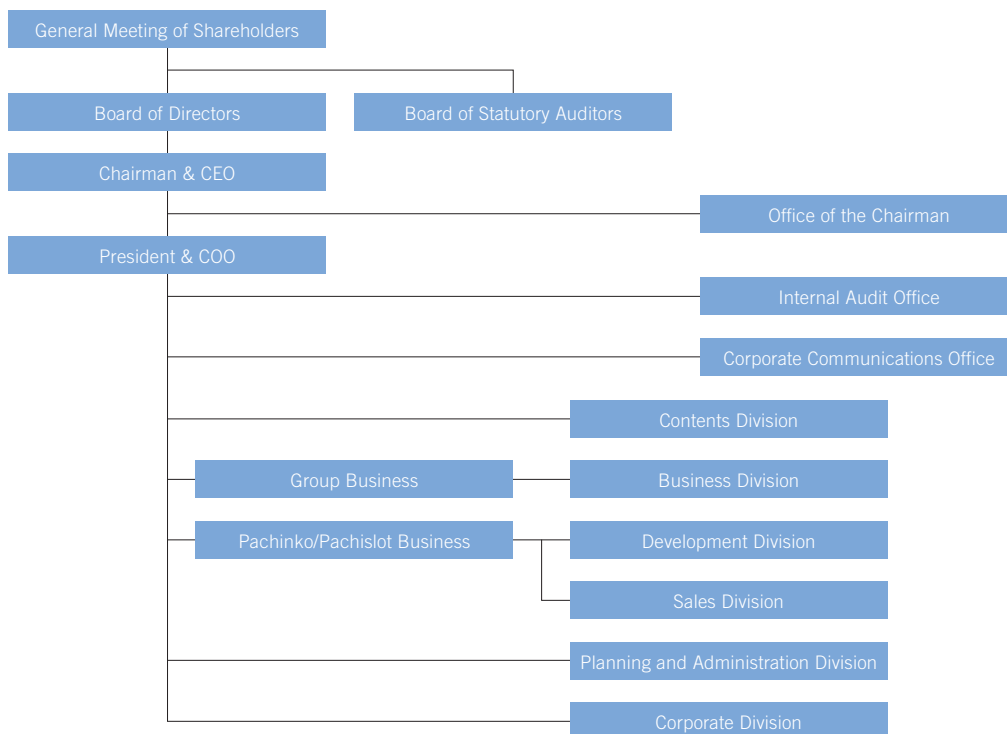 General Meeting of Shareholders
Board of Directors
Board of Statutory Auditors
Chairman & CEO
Office of the Chairman
President & COO
Internal Audit Office
Corporate Communications Office
Contents Division
Group Business
Business Division
Pachinko/Pachislot Business
Development Division
Sales Division
Planning and Administration Division
Corporate Division